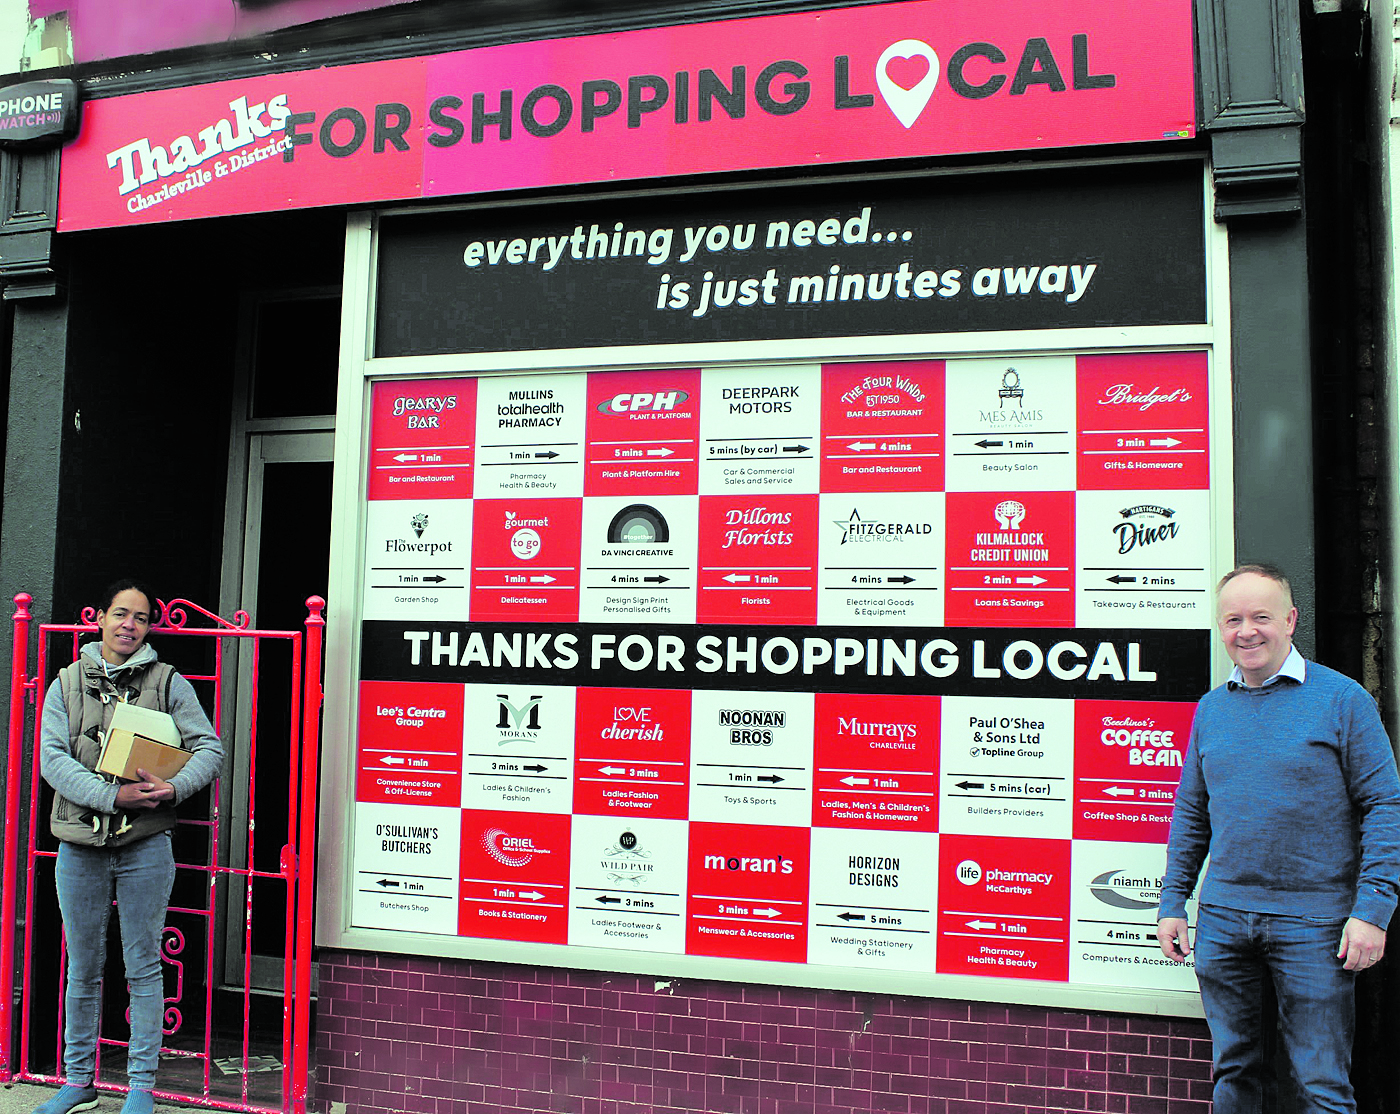 PHONE
WATCH
Thanks
Charleville & District
FOR SHOPPING LOCAL
everything you need...
is just minutes away
GEARYS
BAR
1 min
Bar and Restaurant
MULLINS
totalhealth
PHARMACY
1 min
Pharmacy
Health & Beauty
CPH
PLANT & PLATFORM
5 mins
Plant & Platform Hire
DEERPARK
MOTORS
5 mins (by car)
Car & Commercial
Sales and Service
THE FOUR WINDS
EST 1950
BAR & RESTAURANT
4 mins
Bar and Restaurant
MES AMIS
BEAUTY SALON
1 min
Beauty Salon
Bridget's
3 min
Gifts & Homeware
The
Flowerpot
1 min
Garden Shop
gourmet
to go
1 min
Delicatessen
#together
DA VINCI CREATIVE
4 mins
Design Sign Print
Personalised Gifts
Dillons
Florists
1 min
Florists
FITZGERALD
ELECTRICAL
4 mins
Electrical Goods
& Equipment
KILMALLOCK
CREDIT UNION
2 min
Loans & Savings
HARTIGANS
Diner
2 mins
Takeaway & Restaurant
THANKS FOR SHOPPING LOCAL
Lee's Centra
Group
1 min
Convenience Store
& Off-License
M
MORANS
3 mins
Ladies & Children's
Fashion
LOVE
cherish
3 mins
Ladies Fashion
& Footwear
NOONAN
BROS
1 min
Toys & Sports
Murrays
CHARLEVILLE
1 min
Ladies, Men's & Children's
Fashion & Homeware
Paul O'Shea
& Sons Ltd
Topline Group
5 mins (car)
Builders Providers
Beechinor's
COFFEE
BEAN
3 mins
Coffee Shop & Resta
O'SULLIVAN'S
BUTCHERS
1 min
Butchers Shop
ORIEL
Office & School Supplies
1 min
Books & Stationery
WP
WILD PAIR
3 mins
Ladies Footwear &
Accessories
moran's
3 mins
Menswear & Accessories
HORIZON
DESIGNS
5 mins
Wedding Stationery
& Gifts
life pharmacy
McCarthys
1 min
Pharmacy
Health & Beauty
niamh b
comp
4 mins
Computers & Accessories